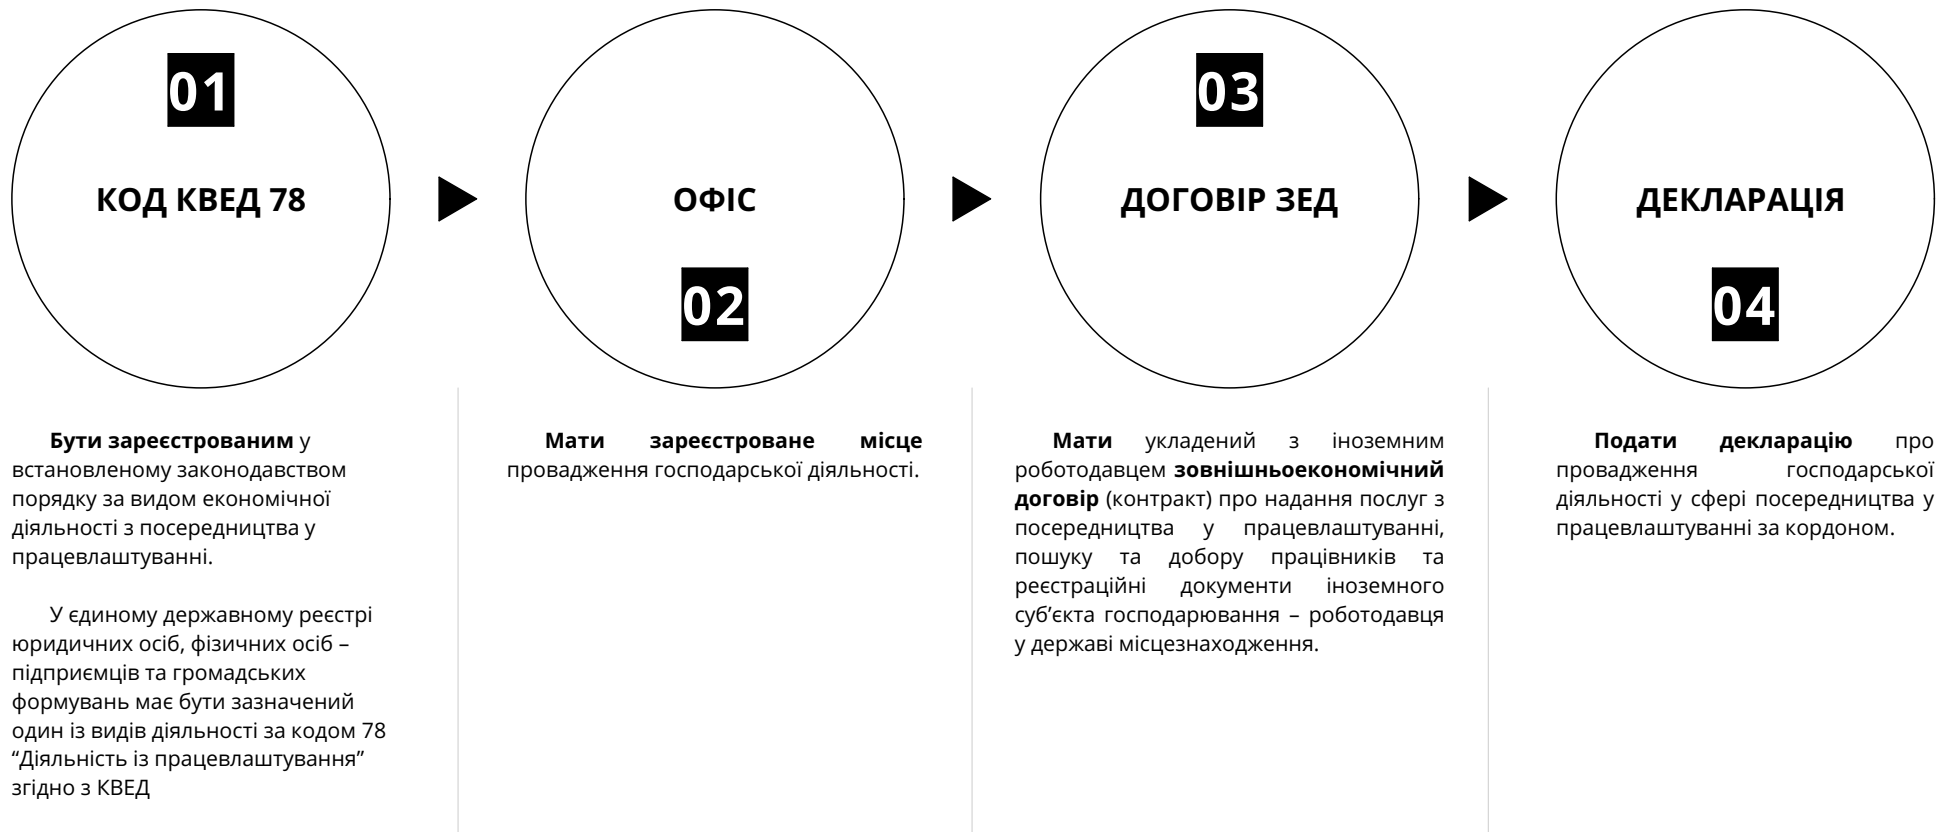 01
КОД КВЕД 78
Бути зареєстрованим у
встановленому законодавством
порядку за видом економічної
діяльності з посередництва у
працевлаштуванні.
У єдиному державному реєстрі
юридичних осіб, фізичних осіб –
підприємців та громадських
формувань має бути зазначений
один із видів діяльності за кодом 78
“Діяльність із працевлаштування”
згідно з КВЕД
ОФІС
02
Мати зареєстроване місце
провадження господарської діяльності.
03
ДОГОВІР ЗЕД
Мати укладений з іноземним
роботодавцем зовнішньоекономічний
договір (контракт) про надання послуг з
посередництва у працевлаштуванні,
пошуку та добору працівників та
реєстраційні документи іноземного
суб’єкта господарювання – роботодавця
у державі місцезнаходження.
ДЕКЛАРАЦІЯ
04
Подати декларацію про
провадження господарської
діяльності у сфері посередництва у
працевлаштуванні за кордоном.